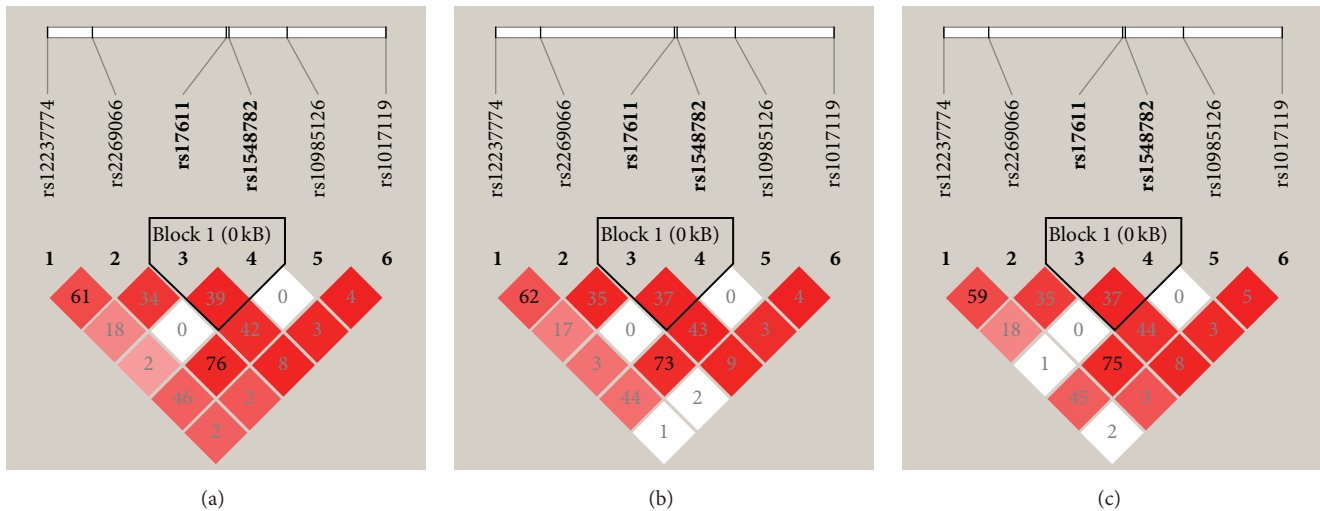 rs12237774 rs2269066 rs17611 rs1548782 rs10985126 rs1017119
Block 1 (0 kB)
1 2 3 4 5 6
61 34 39 0 4
18 0 42 3
2 76 8
46 2
2
(a)
rs12237774 rs2269066 rs17611 rs1548782 rs10985126 rs1017119
Block 1 (0 kB)
1 2 3 4 5 6
62 35 37 0 4
17 0 43 3
3 73 9
44 2
1
(b)
rs12237774 rs2269066 rs17611 rs1548782 rs10985126 rs1017119
Block 1 (0 kB)
1 2 3 4 5 6
59 35 37 0 5
18 0 44 3
1 75 8
45 3
2
(c)